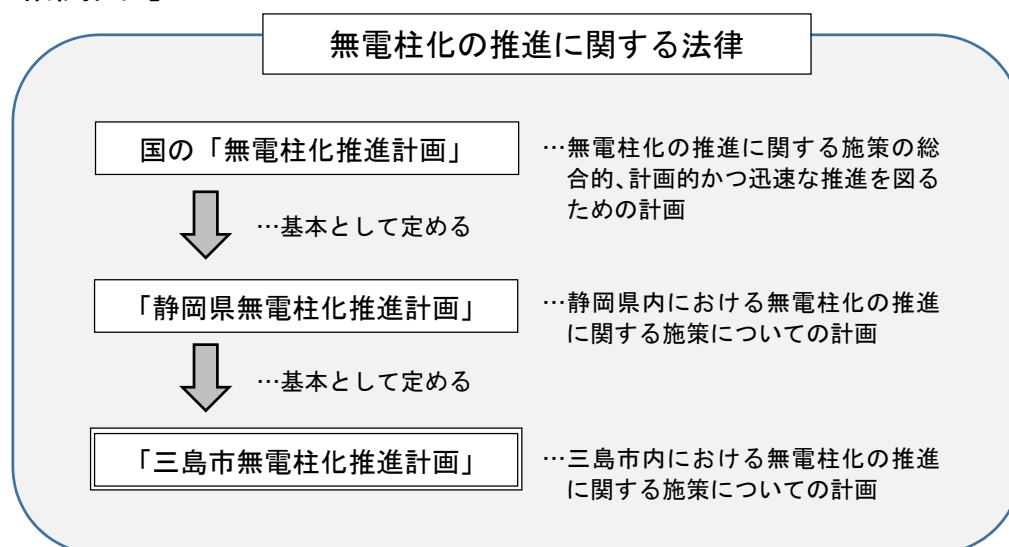 無電柱化の推進に関する法律
国の「無電柱化推進計画」
…無電柱化の推進に関する施策の総
合的、計画的かつ迅速な推進を図る
ための計画
…基本として定める
「静岡県無電柱化推進計画」
…静岡県内における無電柱化の推進
に関する施策についての計画
…基本として定める
「三島市無電柱化推進計画」
…三島市内における無電柱化の推進
に関する施策についての計画